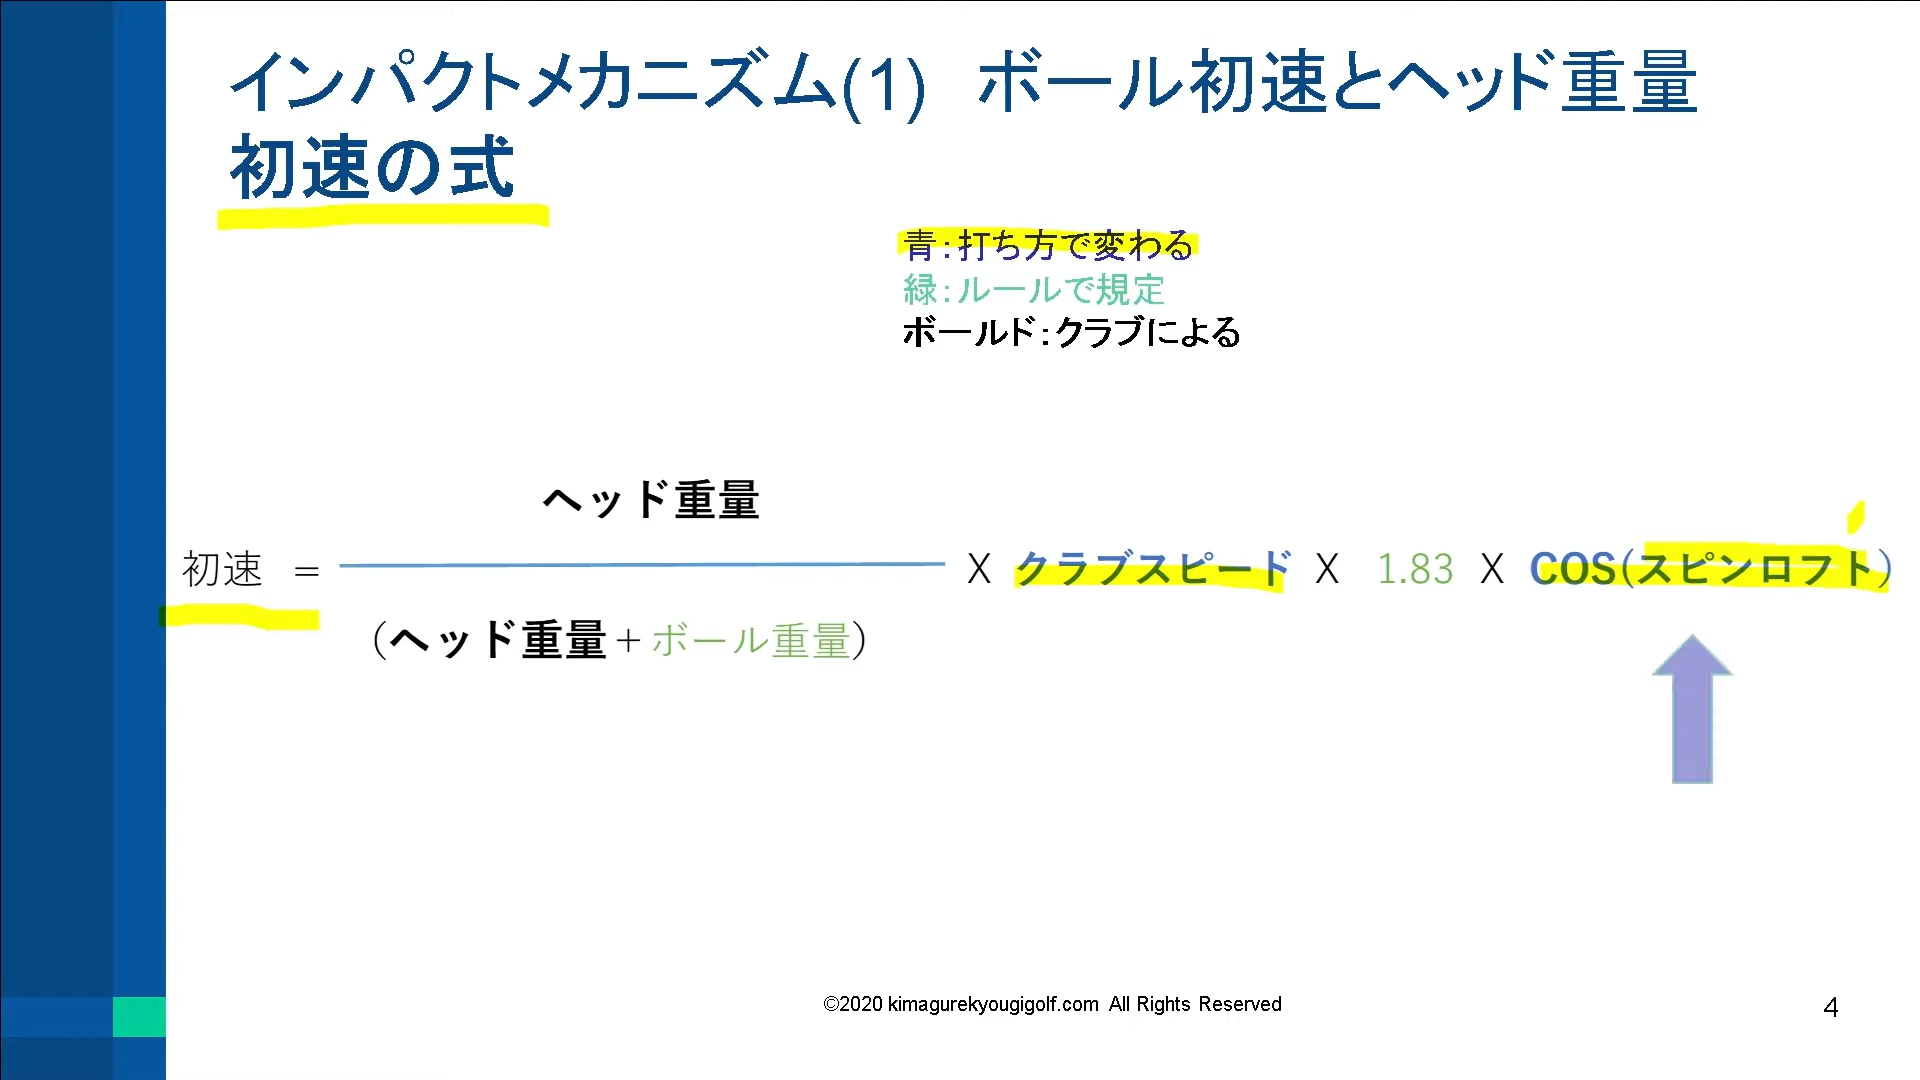 インパクトメカニズム(1)　ボール初速とヘッド重量
初速の式
青：打ち方で変わる
緑：ルールで規定
ボールド：クラブによる
ヘッド重量
初速 = X クラブスピード X 1.83 X COS(スピンロフト)
(ヘッド重量＋ボール重量)
©2020 kimagurekyougigolf.com All Rights Reserved
4